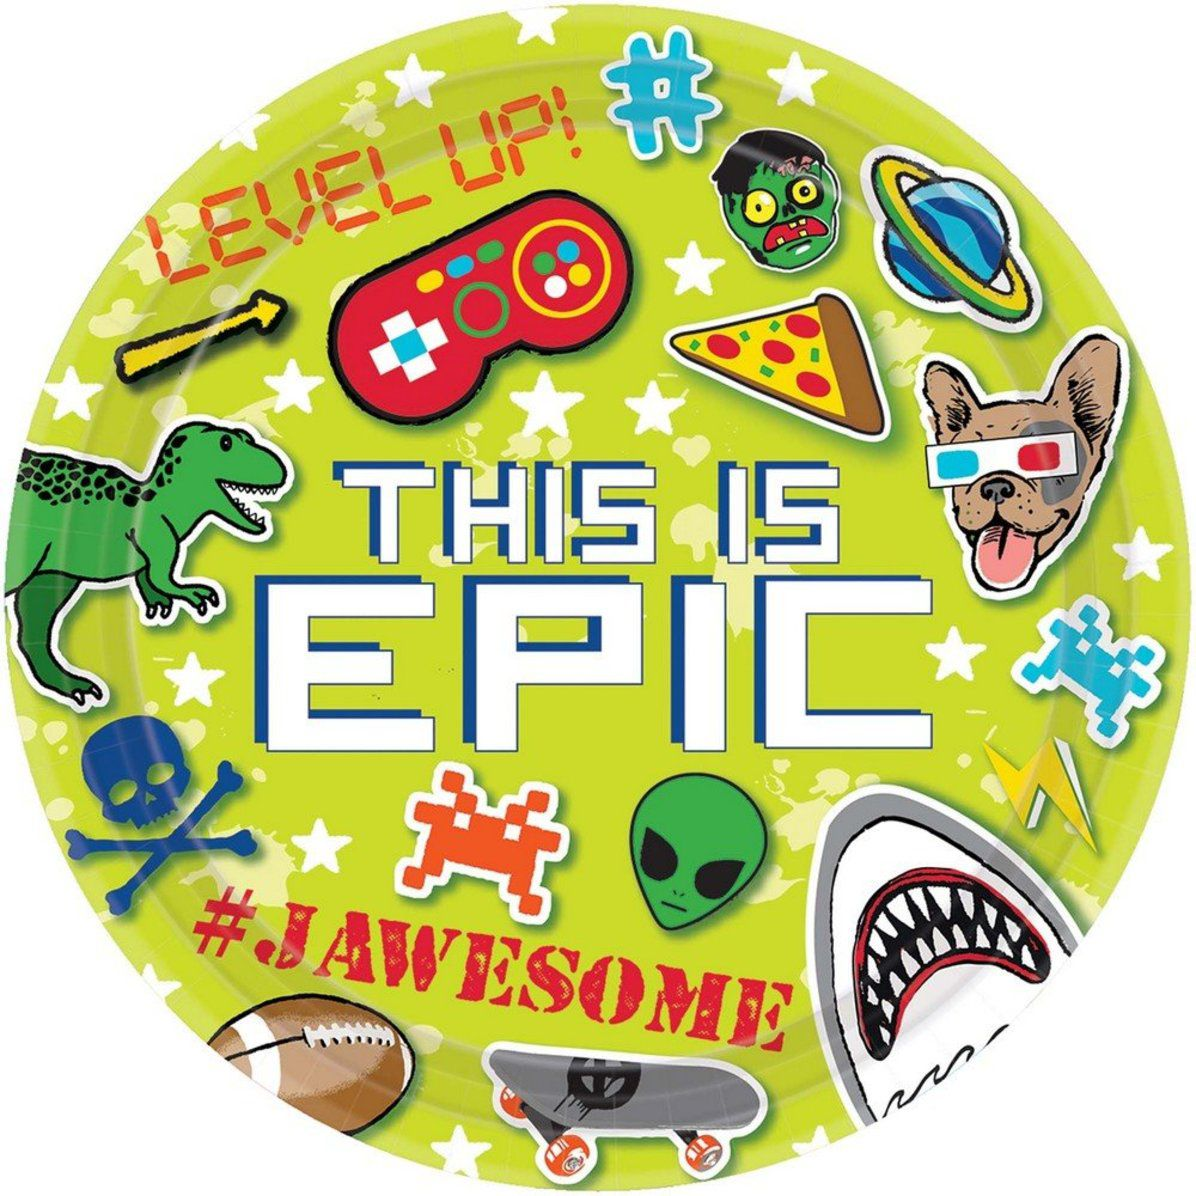 LEVEL UP!
#
THIS IS
EPIC
#JAWESOME